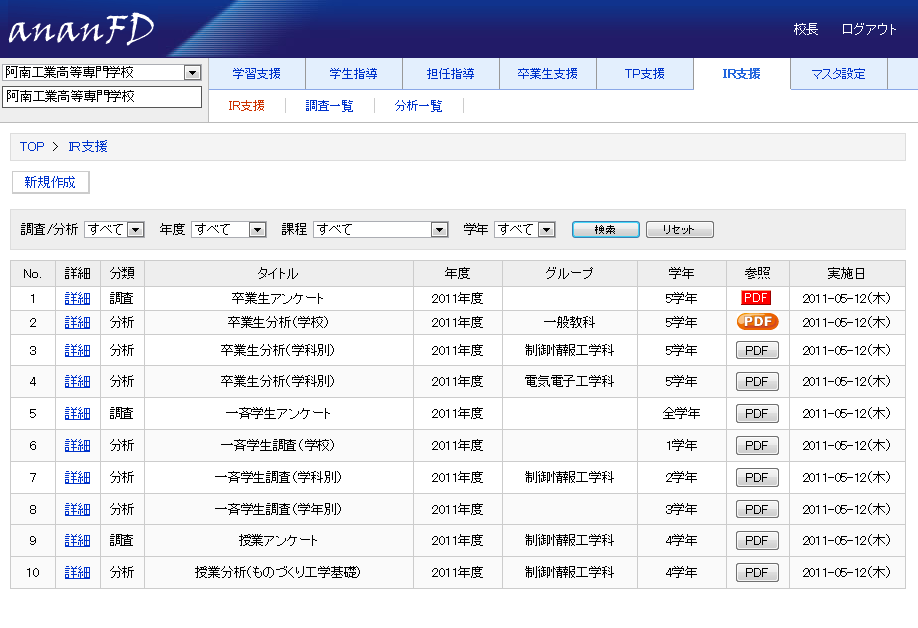 ananFD
校長 ログアウト
阿南工業高等専門学校
阿南工業高等専門学校
学習支援 学生指導 担任指導 卒業生支援 TP支援 IR支援 マスタ設定
IR支援 調査一覧 分析一覧
TOP > IR支援
新規作成
調査/分析 すべて 年度 すべて 課程 すべて 学年 すべて 検索 リセット
No. 詳細 分類 タイトル 年度 グループ 学年 参照 実施日
1 詳細 調査 卒業生アンケート 2011年度 5学年 PDF 2011-05-12(木)
2 詳細 分析 卒業生分析(学校) 2011年度 一般教科 5学年 PDF 2011-05-12(木)
3 詳細 分析 卒業生分析(学科別) 2011年度 制御情報工学科 5学年 PDF 2011-05-12(木)
4 詳細 分析 卒業生分析(学科別) 2011年度 電気電子工学科 5学年 PDF 2011-05-12(木)
5 詳細 調査 一斉学生アンケート 2011年度 全学年 PDF 2011-05-12(木)
6 詳細 分析 一斉学生調査(学校) 2011年度 1学年 PDF 2011-05-12(木)
7 詳細 分析 一斉学生調査(学科別) 2011年度 制御情報工学科 2学年 PDF 2011-05-12(木)
8 詳細 分析 一斉学生調査(学年別) 2011年度 3学年 PDF 2011-05-12(木)
9 詳細 調査 授業アンケート 2011年度 制御情報工学科 4学年 PDF 2011-05-12(木)
10 詳細 分析 授業分析(ものづくり工学基礎) 2011年度 制御情報工学科 4学年 PDF 2011-05-12(木)